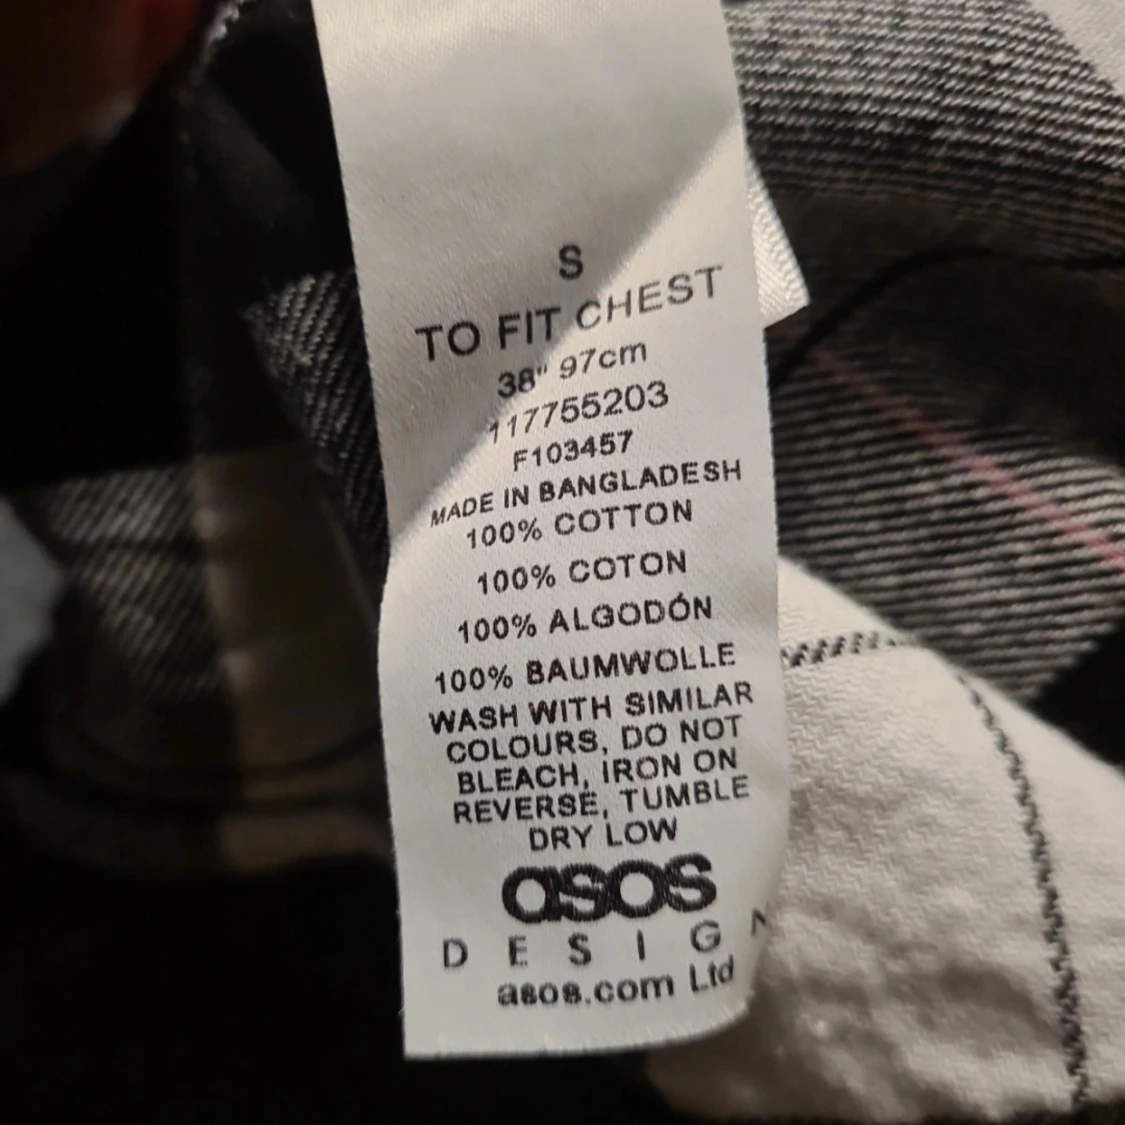 S
TO FIT CHEST
38" 97cm
117755203
F103457
MADE IN BANGLADESH
100% COTTON
100% COTON
100% ALGODÓN
100% BAUMWOLLE
WASH WITH SIMILAR
COLOURS, DO NOT
BLEACH, IRON ON
REVERSE, TUMBLE
DRY LOW
asos
DESIGN
asos.com Ltd